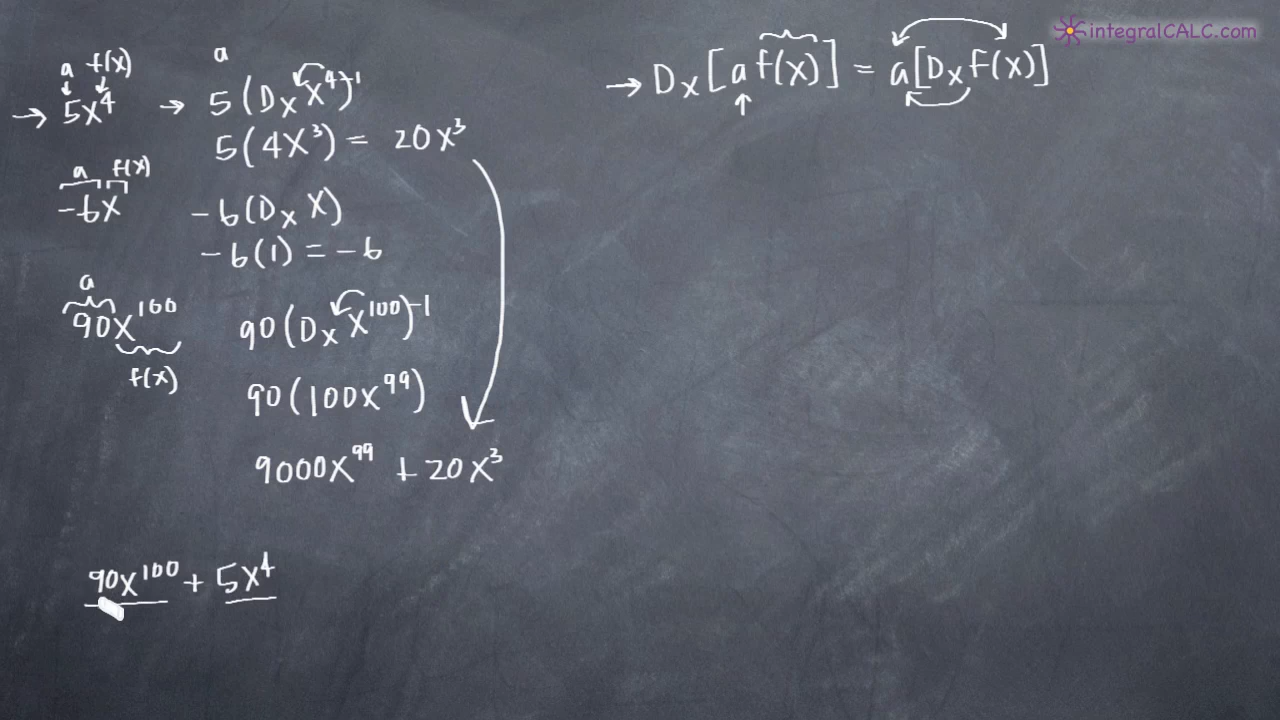 integralCALC.com
→ Dx [a f(x)] = a[Dx f(x)]
a f(x)
→ 5x⁴
a
→ 5(Dx x⁴)⁻¹
5(4x³) = 20x³
a f(x)
-6x
-6(Dx x)
-6(1) = -6
a
90x¹⁰⁰
f(x)
90(Dx x¹⁰⁰)⁻¹
90(100x⁹⁹)
9000x⁹⁹ + 20x³
90x¹⁰⁰ + 5x⁴